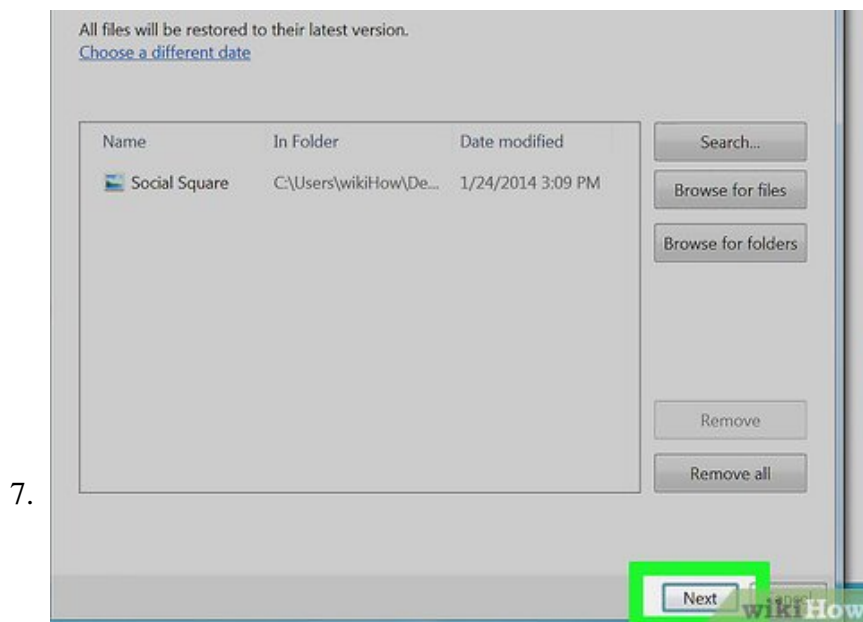 All files will be restored to their latest version.
Choose a different date
Name In Folder Date modified
Search...
Social Square C:\Users\wikiHow\De... 1/24/2014 3:09 PM
Browse for files
Browse for folders
Remove
Remove all
7.
Next Cancel
wikiHow